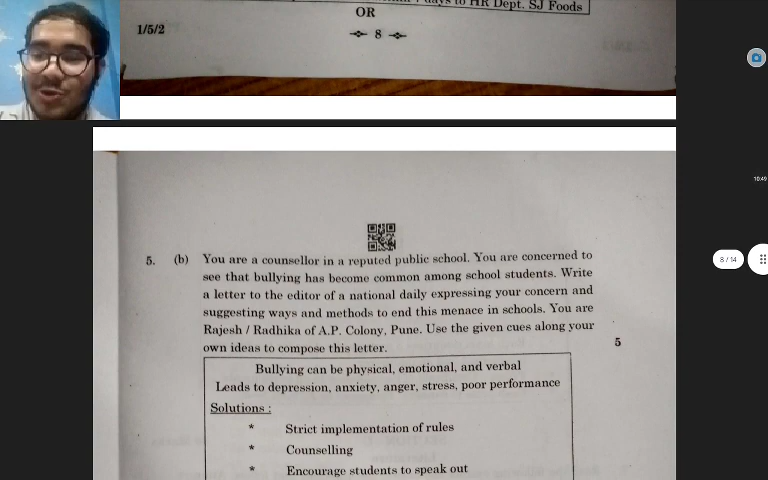 days to HR Dept. SJ Foods
OR
1/5/2
8
5. (b) You are a counsellor in a reputed public school. You are concerned to
see that bullying has become common among school students. Write
a letter to the editor of a national daily expressing your concern and
suggesting ways and methods to end this menace in schools. You are
Rajesh / Radhika of A.P. Colony, Pune. Use the given cues along your
own ideas to compose this letter. 5
Bullying can be physical, emotional, and verbal
Leads to depression, anxiety, anger, stress, poor performance
Solutions :
* Strict implementation of rules
* Counselling
* Encourage students to speak out
10:49
8 / 14